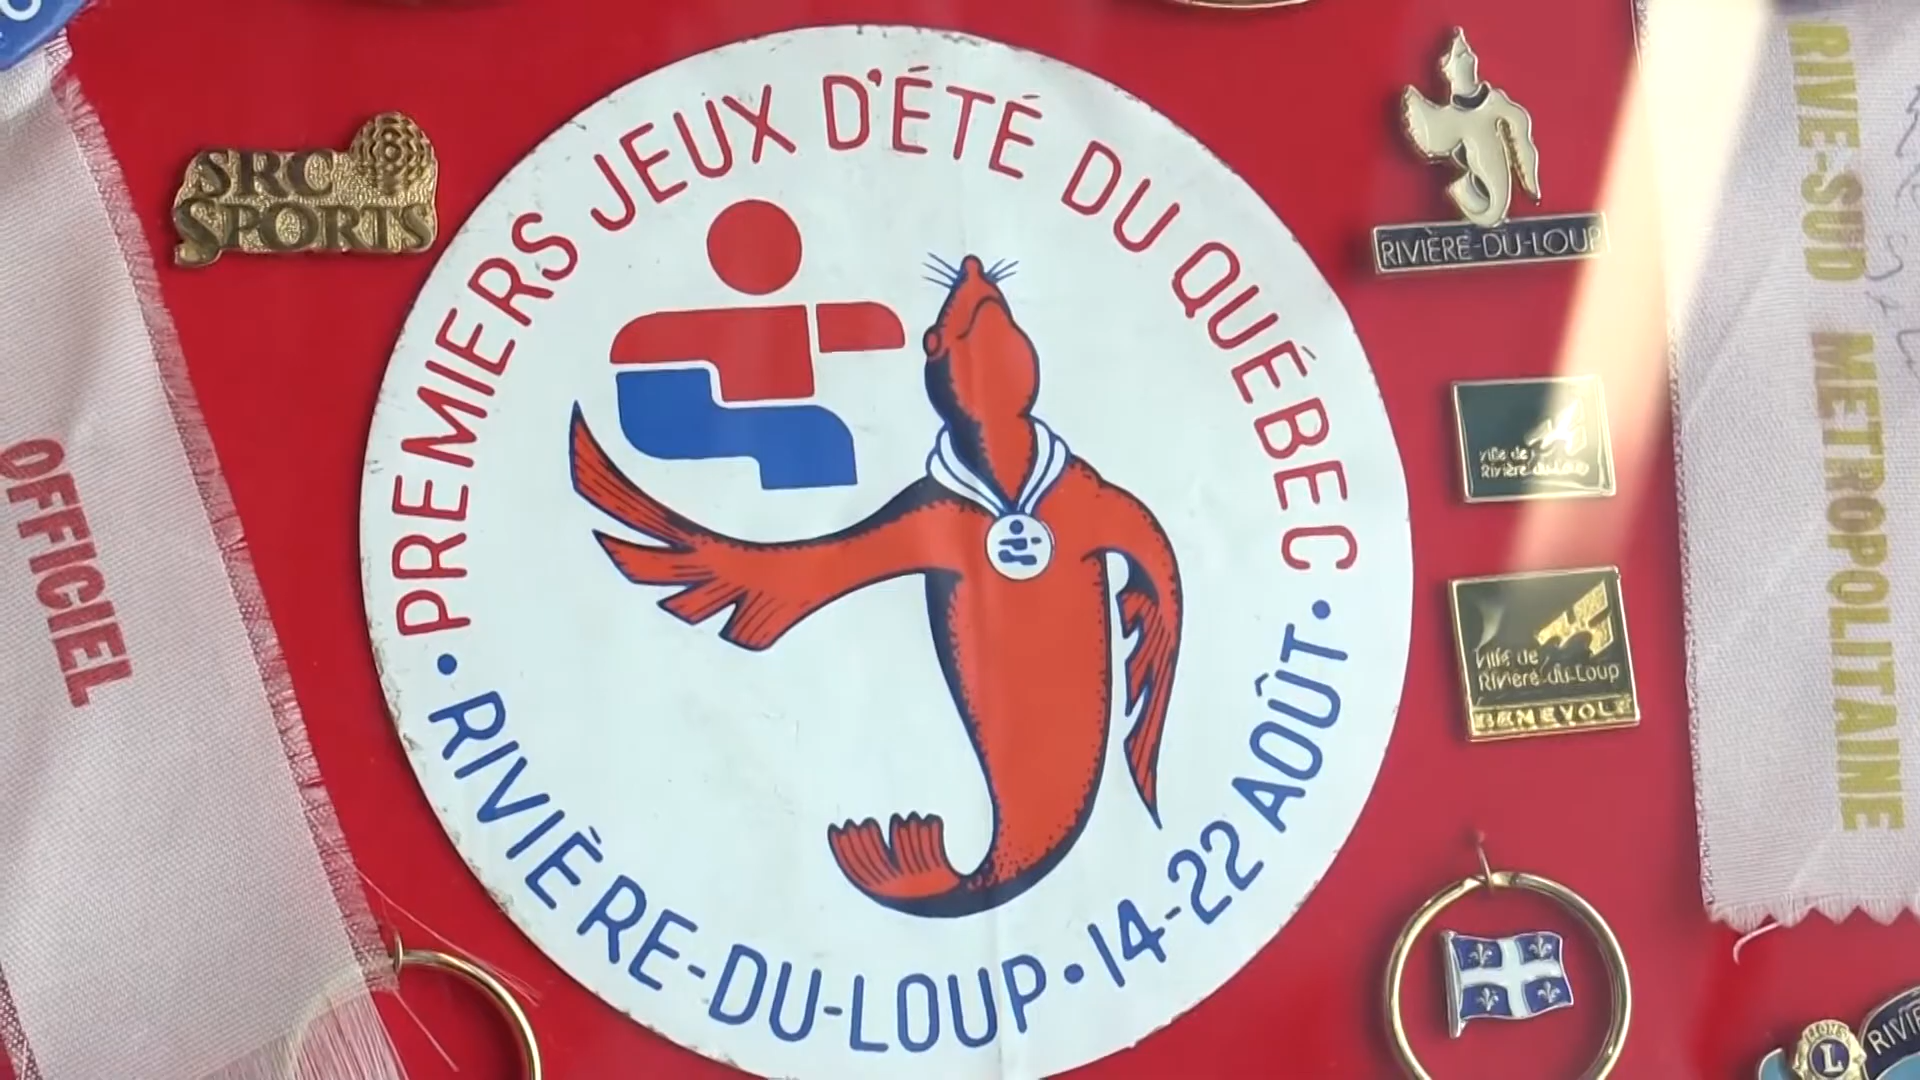 PREMIERS JEUX D'ÉTÉ DU QUÉBEC
RIVIÈRE-DU-LOUP • 14-22 AOÛT
SRC
SPORTS
OFFICIEL
RIVIÈRE-DU-LOUP
Ville de
Rivière-du-Loup
Ville de
Rivière-du-Loup
BÉNÉVOLE
RIVE-SUD METROPOLITAINE
LIONS
L